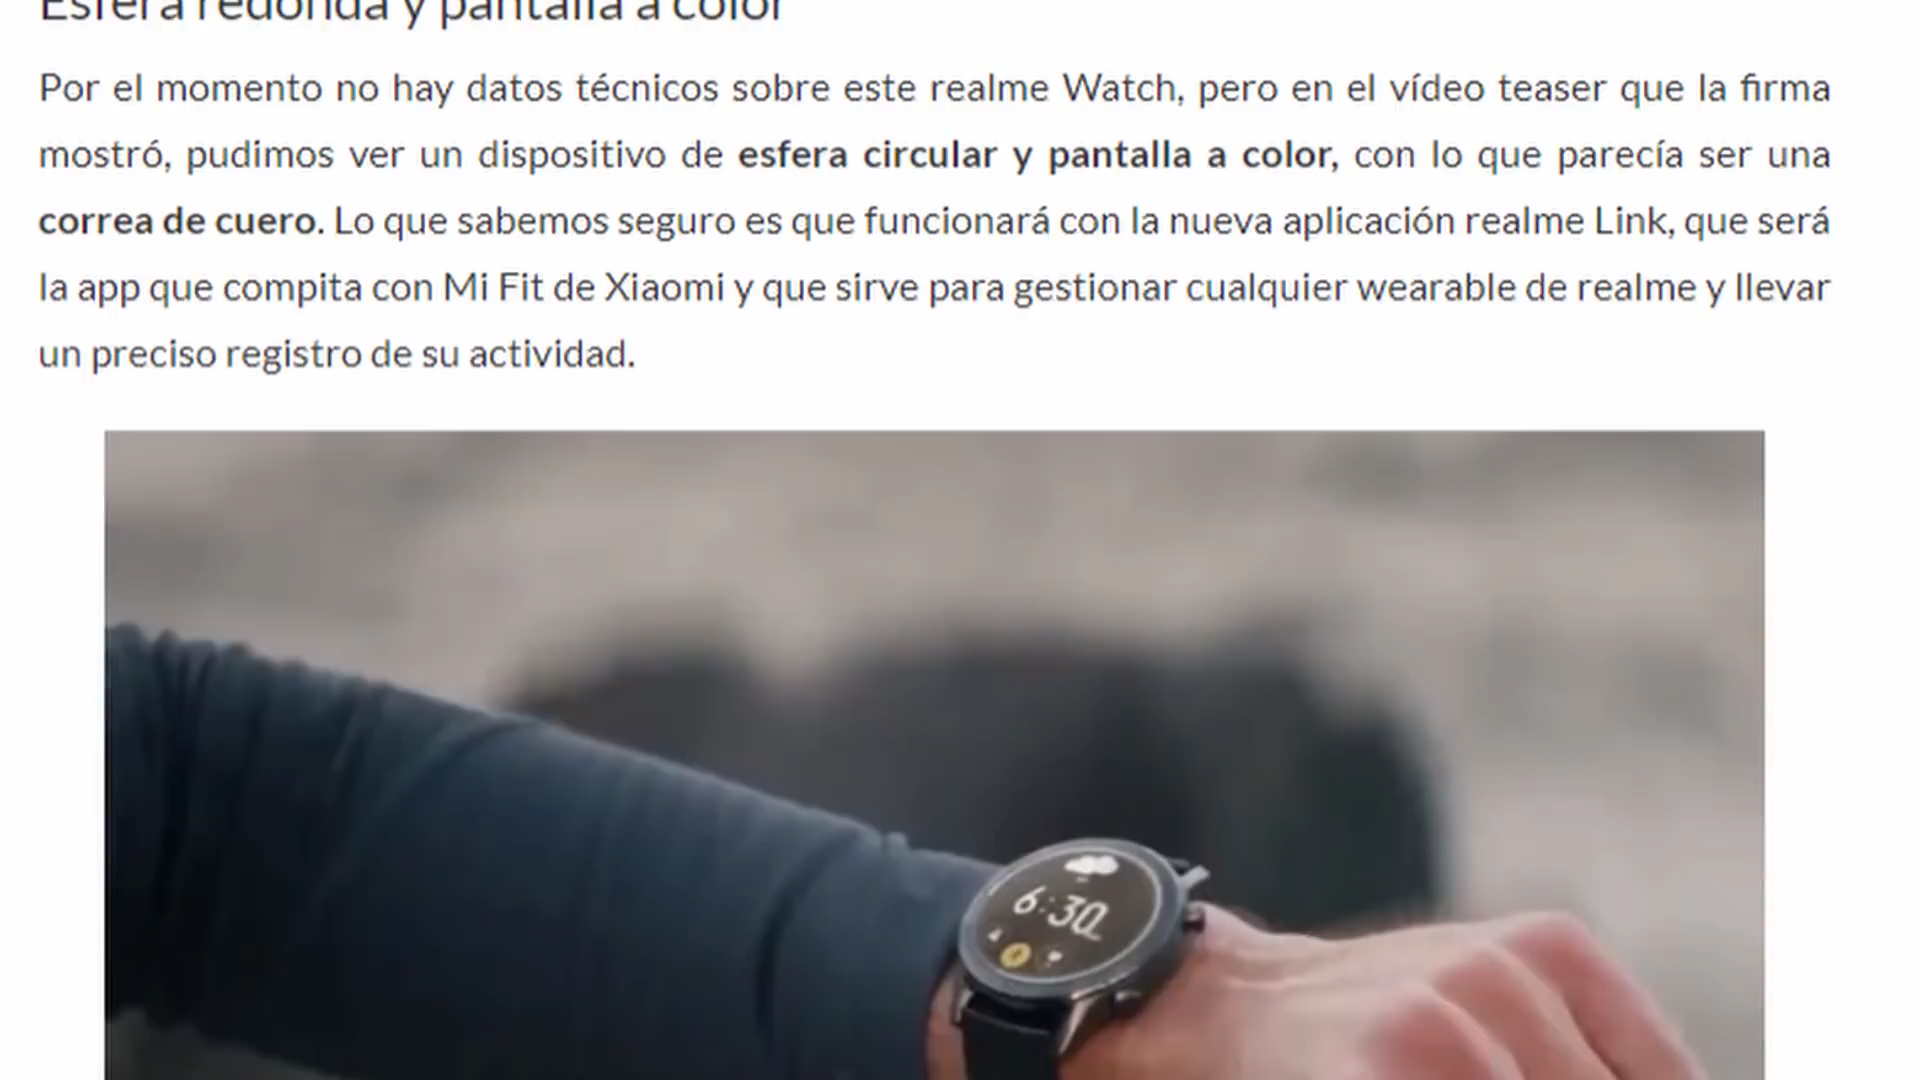 Esfera redonda y pantalla a color
Por el momento no hay datos técnicos sobre este realme Watch, pero en el vídeo teaser que la firma
mostró, pudimos ver un dispositivo de esfera circular y pantalla a color, con lo que parecía ser una
correa de cuero. Lo que sabemos seguro es que funcionará con la nueva aplicación realme Link, que será
la app que compita con Mi Fit de Xiaomi y que sirve para gestionar cualquier wearable de realme y llevar
un preciso registro de su actividad.
6:30